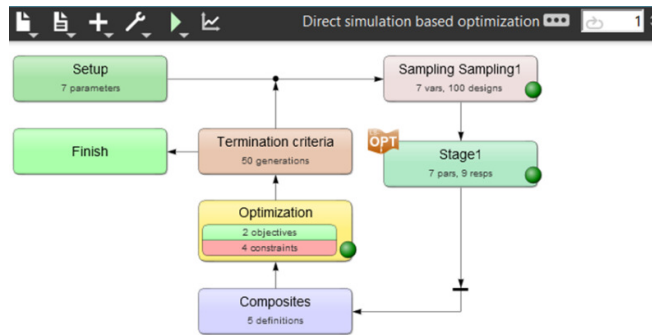 Direct simulation based optimization
1
Setup
7 parameters
Sampling Sampling1
7 vars, 100 designs
Finish
Termination criteria
50 generations
OPT
Stage1
7 pars, 9 resps
Optimization
2 objectives
4 constraints
Composites
5 definitions